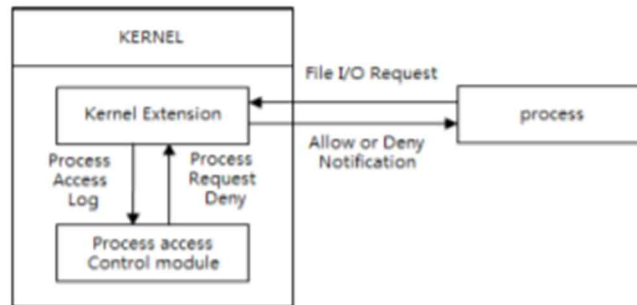 KERNEL
File I/O Request
Kernel Extension
process
Allow or Deny
Notification
Process
Access
Log
Process
Request
Deny
Process access
Control module